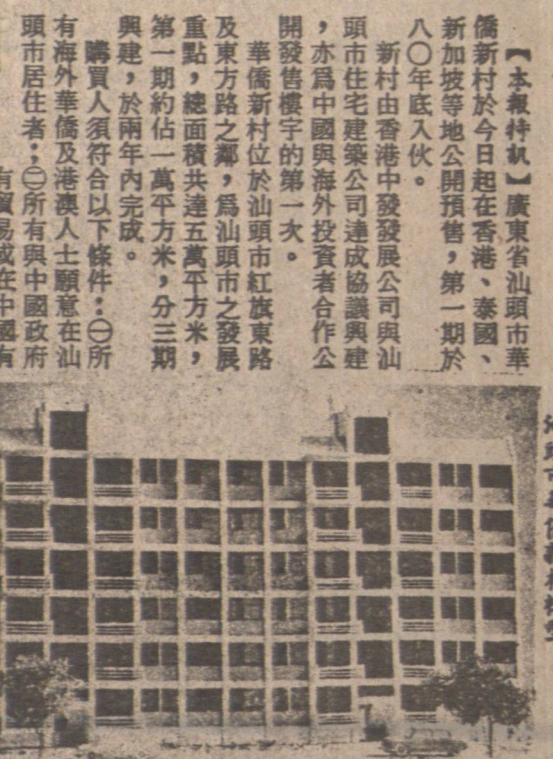 【本報特訊】廣東省汕頭市華
僑新村於今日起在香港、泰國、
新加坡等地公開預售，第一期於
八〇年底入伙。
新村由香港中發發展公司與汕
頭市住宅建築公司達成協議興建
，亦爲中國與海外投資者合作公
開發售樓宇的第一次。
華僑新村位於汕頭市紅旗東路
及東方路之鄰，爲汕頭市之發展
重點，總面積共達五萬平方米，
第一期約佔一萬平方米，分三期
興建，於兩年內完成。
購買人須符合以下條件：㊀所
有海外華僑及港澳人士願意在汕
頭市居住者；㊁所有與中國政府
有貿易或在中國有